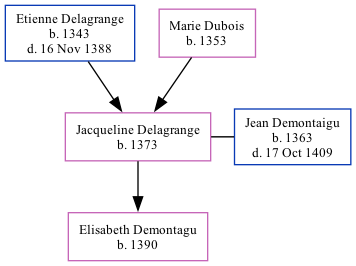 Etienne Delagrange
b. 1343
d. 16 Nov 1388
Marie Dubois
b. 1353
Jacqueline Delagrange
b. 1373
Jean Demontaigu
b. 1363
d. 17 Oct 1409
Elisabeth Demontagu
b. 1390